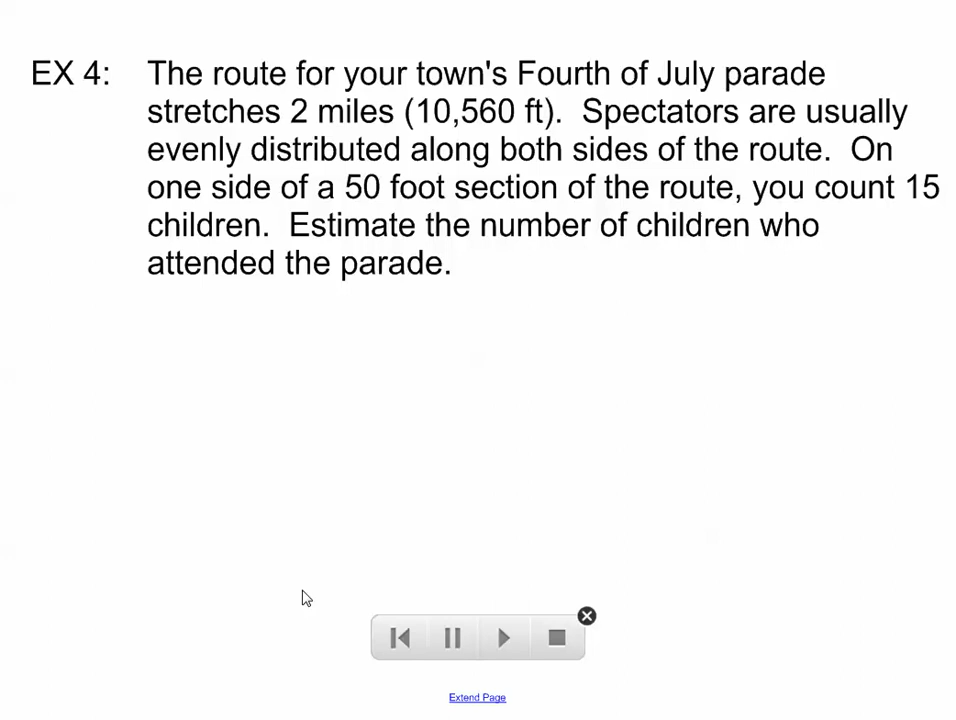 EX 4: The route for your town's Fourth of July parade
stretches 2 miles (10,560 ft). Spectators are usually
evenly distributed along both sides of the route. On
one side of a 50 foot section of the route, you count 15
children. Estimate the number of children who
attended the parade.
Extend Page